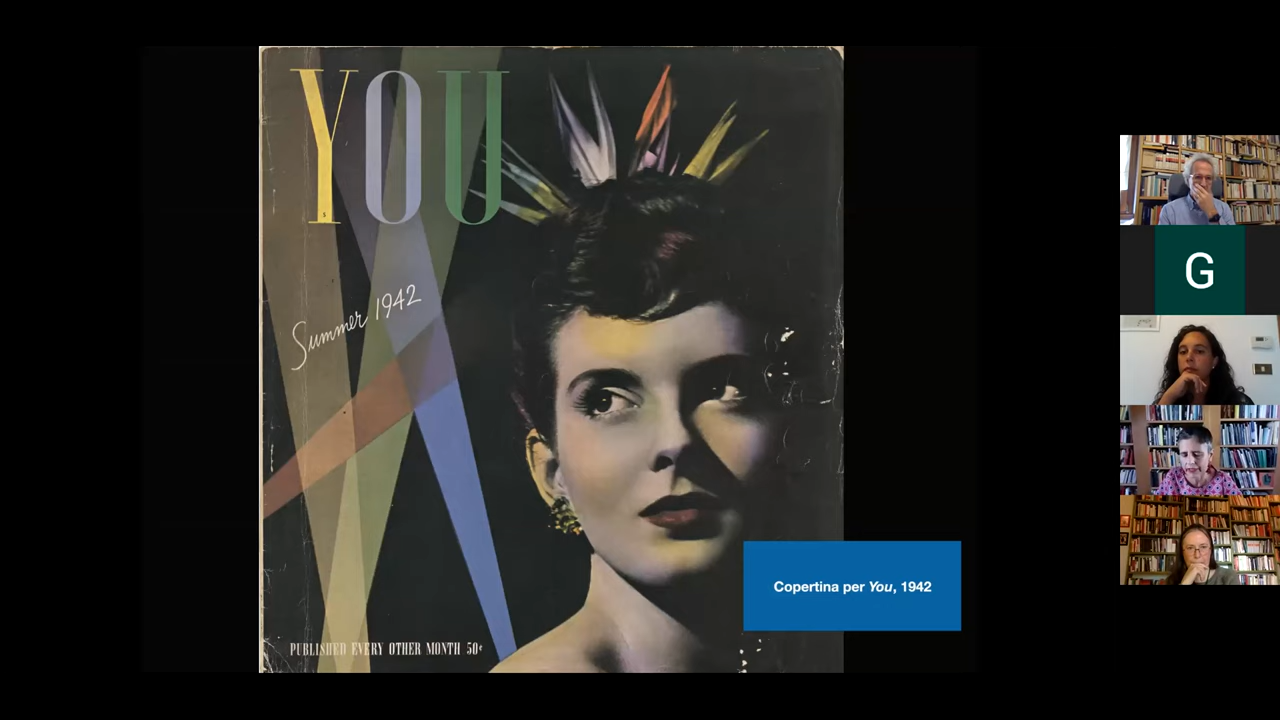 YOU
Summer 1942
PUBLISHED EVERY OTHER MONTH 50¢
Copertina per You, 1942
G